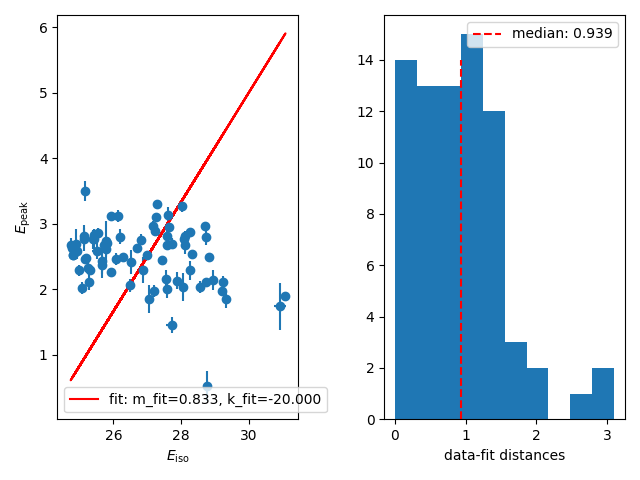 6
5
4
3
2
1
E_peak
fit: m_fit=0.833, k_fit=-20.000
26 28 30
E_iso
median: 0.939
14
12
10
8
6
4
2
0
0 1 2 3
data-fit distances